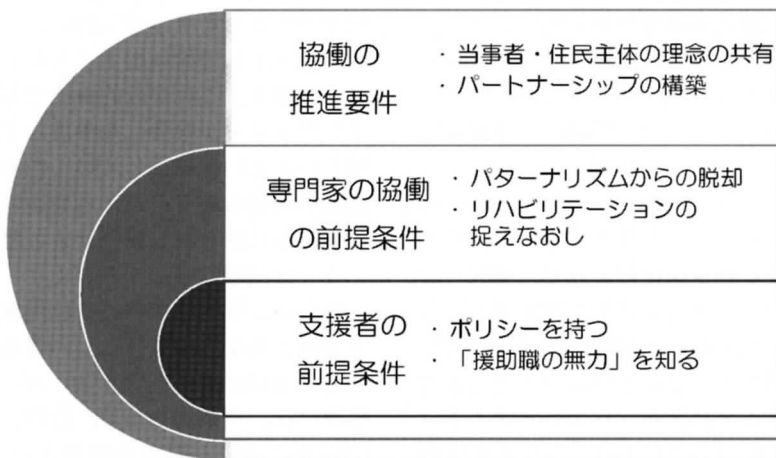 協働の
推進要件
・当事者・住民主体の理念の共有
・パートナーシップの構築
専門家の協働
の前提条件
・パターナリズムからの脱却
・リハビリテーションの
捉えなおし
支援者の
前提条件
・ポリシーを持つ
・「援助職の無力」を知る